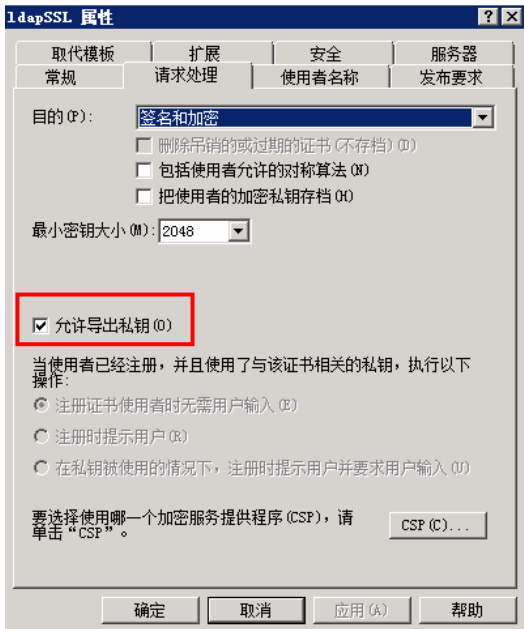 ldapSSL 属性
取代模板 扩展 安全 服务器
常规 请求处理 使用者名称 发布要求
目的(P): 签名和加密
删除吊销的或过期的证书(不存档)(D)
包括使用者允许的对称算法(N)
把使用者的加密私钥存档(H)
最小密钥大小(M): 2048
允许导出私钥(O)
当使用者已经注册，并且使用了与该证书相关的私钥，执行以下
操作:
注册证书使用者时无需用户输入(E)
注册时提示用户(R)
在私钥被使用的情况下，注册时提示用户并要求用户输入(U)
要选择使用哪一个加密服务提供程序(CSP)，请
单击“CSP”。
CSP(C)...
确定 取消 应用(A) 帮助